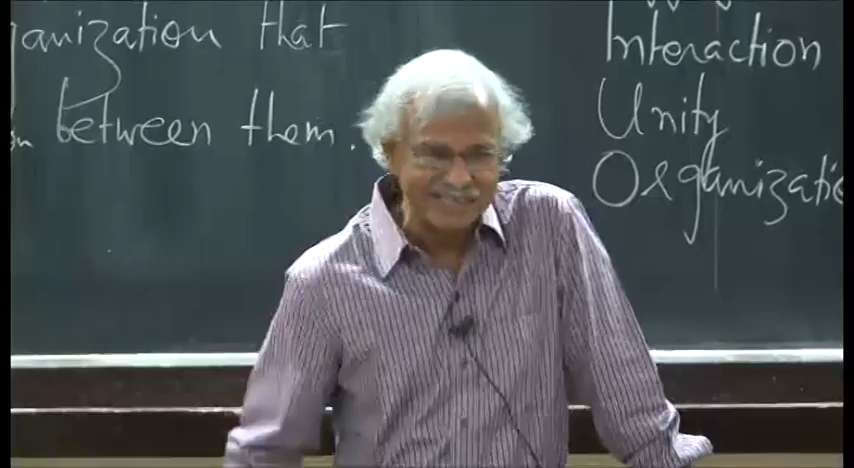 ganization that
between them.
Interaction
Unity
Organizati